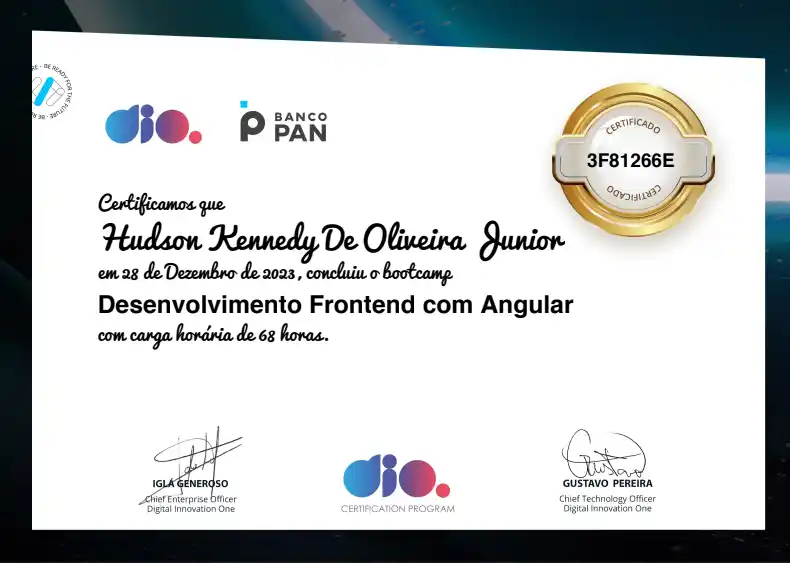 BE READY FOR THE FUTURE
dio.
BANCO
PAN
CERTIFICADO
3F81266E
CERTIFICADO
Certificamos que
Hudson Kennedy De Oliveira Junior
em 28 de Dezembro de 2023, concluiu o bootcamp
Desenvolvimento Frontend com Angular
com carga horária de 68 horas.
IGLÁ GENEROSO
Chief Enterprise Officer
Digital Innovation One
dio.
CERTIFICATION PROGRAM
GUSTAVO PEREIRA
Chief Technology Officer
Digital Innovation One